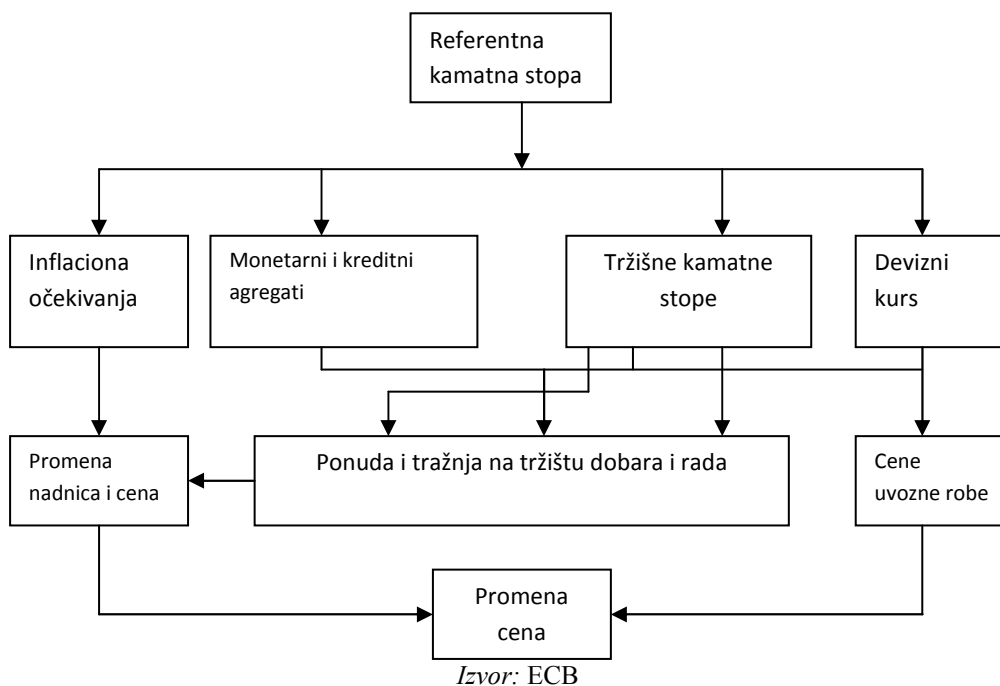 Referentna
kamatna stopa
Inflaciona
očekivanja
Monetarni i kreditni
agregati
Tržišne kamatne
stope
Devizni
kurs
Promena
nadnica i cena
Ponuda i tražnja na tržištu dobara i rada
Cene
uvozne robe
Promena
cena
Izvor: ECB